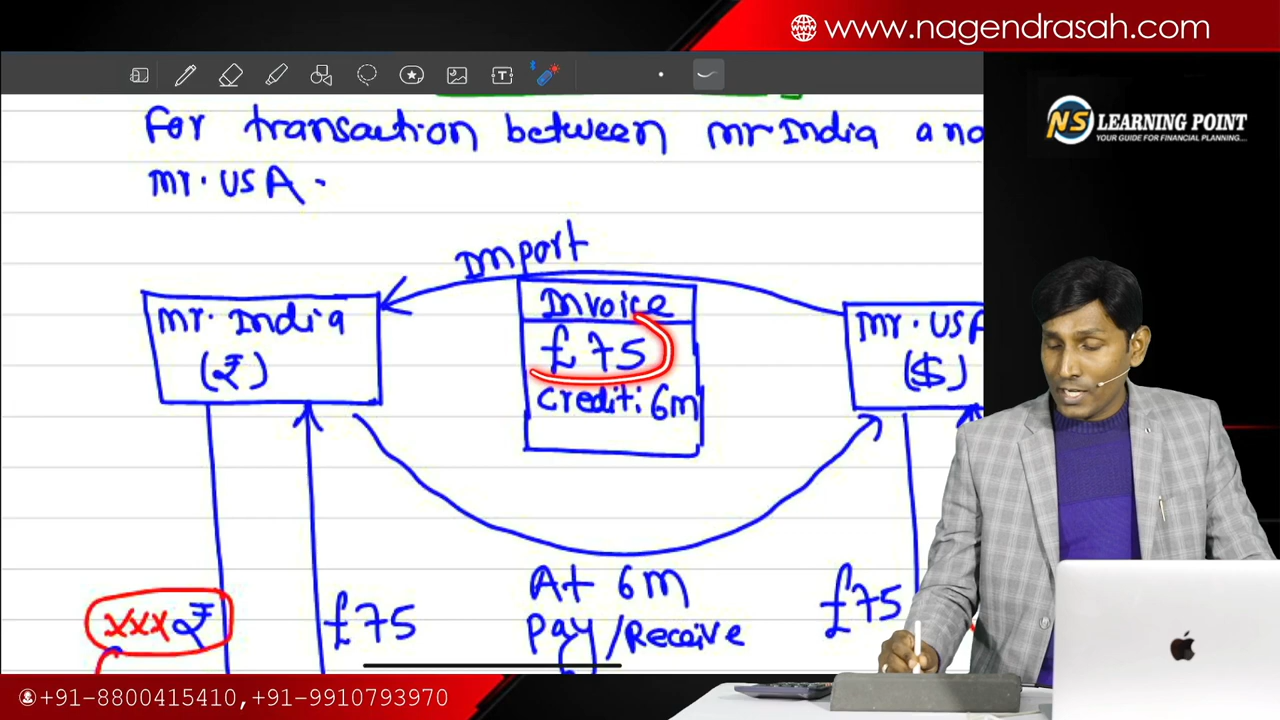 www.nagendrasah.com
NS LEARNING POINT
YOUR GUIDE FOR FINANCIAL PLANNING....
For transaction between mr India and
mr. USA.
Import
Invoice
£75
credit: 6m
mr. India
(₹)
mr. USA
($)
At 6m
Pay/Receive
xxx ₹
£75
£75
+91-8800415410,+91-9910793970